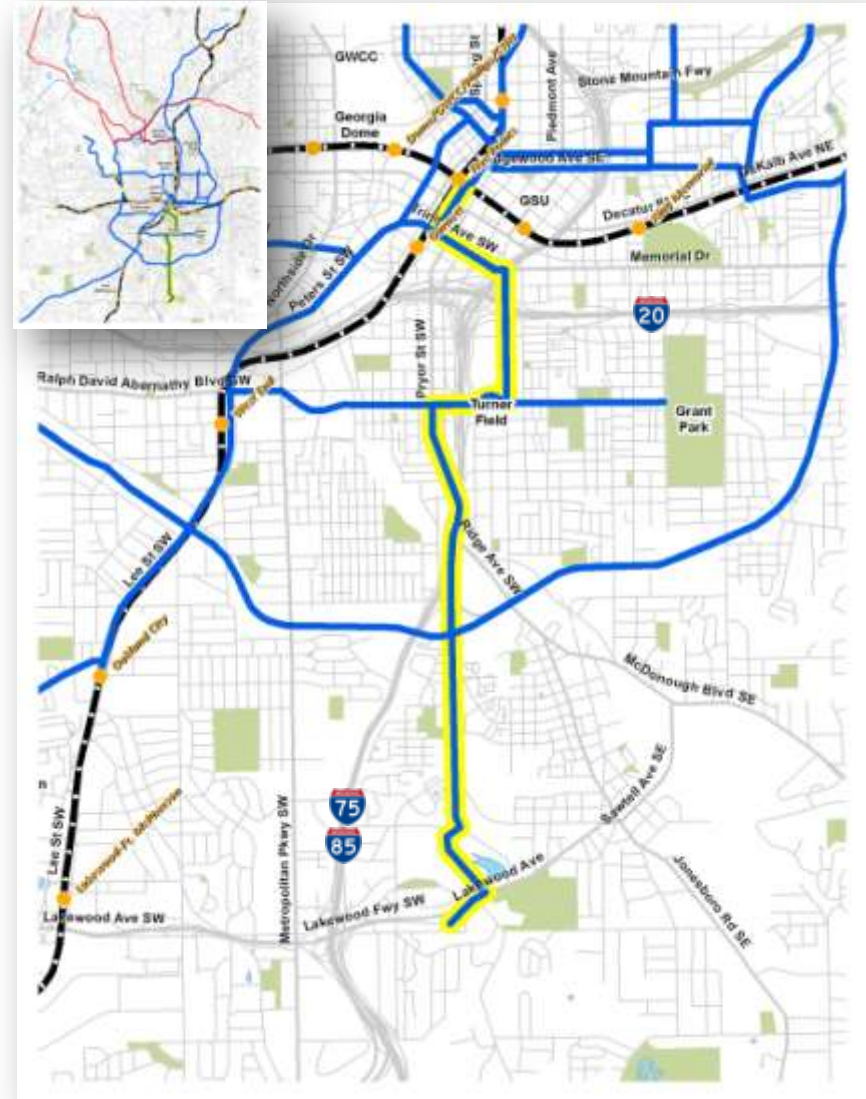 GWCC
Piedmont Ave
Stone Mountain Fwy
Georgia
Dome
DeKalb Ave NE
GSU
Decatur
Memorial
Ave SW
Memorial Dr
Northside Dr
Peters St SW
20
Pryor St SW
Ralph David Abernathy Blvd SW
West End
Turner
Field
Grant
Park
Lee St SW
Ridge Ave SW
Oakland City
McDonough Blvd SE
75
85
Sawtell Ave SE
Metropolitan Pkwy SW
Lee St SW
Lakewood Ave
Jonesboro Rd SE
Lakewood Ave SW
Lakewood Fwy SW